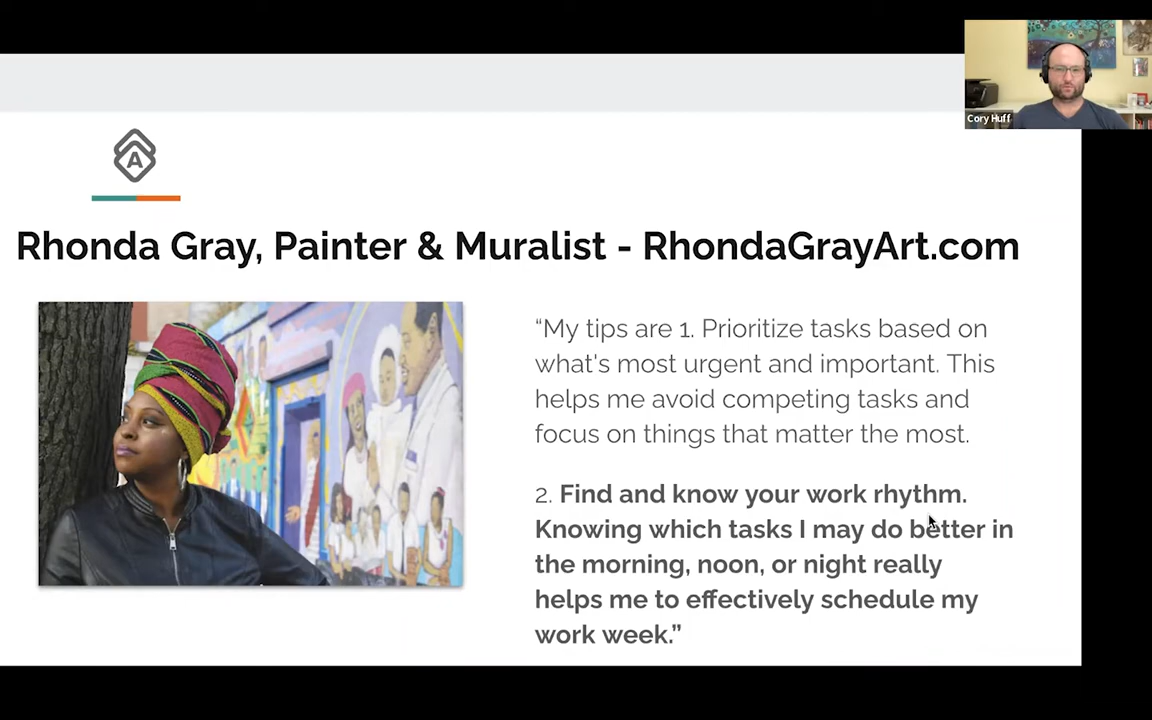 Cory Huff
A
Rhonda Gray, Painter & Muralist - RhondaGrayArt.com
“My tips are 1. Prioritize tasks based on
what's most urgent and important. This
helps me avoid competing tasks and
focus on things that matter the most.
2. Find and know your work rhythm.
Knowing which tasks I may do better in
the morning, noon, or night really
helps me to effectively schedule my
work week.”